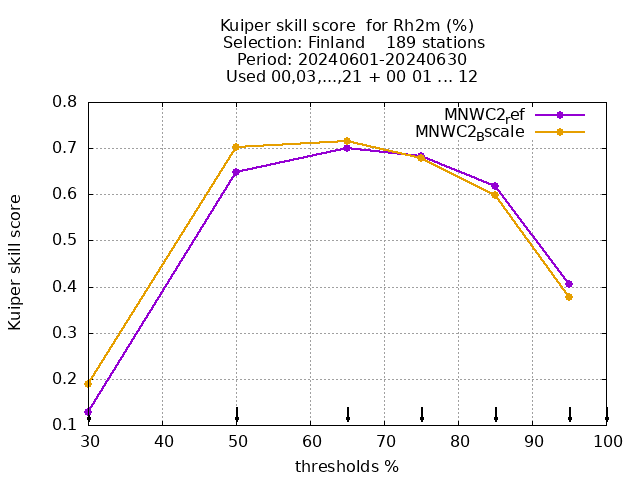 Kuiper skill score  for Rh2m (%)
Selection: Finland    189 stations
Period: 20240601-20240630
Used 00,03,...,21 + 00 01 ... 12
MNWC2ref
MNWC2Bscale
Kuiper skill score
0.8
0.7
0.6
0.5
0.4
0.3
0.2
0.1
30 40 50 60 70 80 90 100
thresholds %